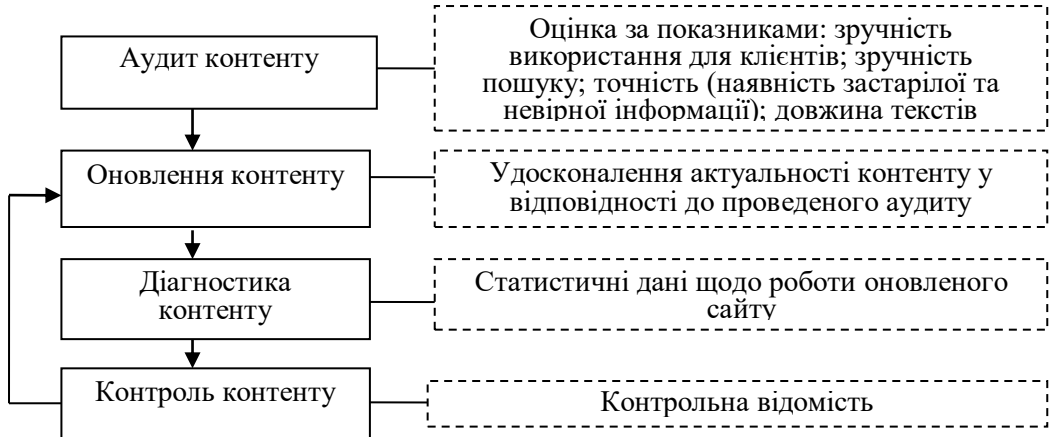 Аудит контенту
Оцінка за показниками: зручність
використання для клієнтів; зручність
пошуку; точність (наявність застарілої та
невірної інформації); довжина текстів
Оновлення контенту
Удосконалення актуальності контенту у
відповідності до проведеного аудиту
Діагностика
контенту
Статистичні дані щодо роботи оновленого
сайту
Контроль контенту
Контрольна відомість